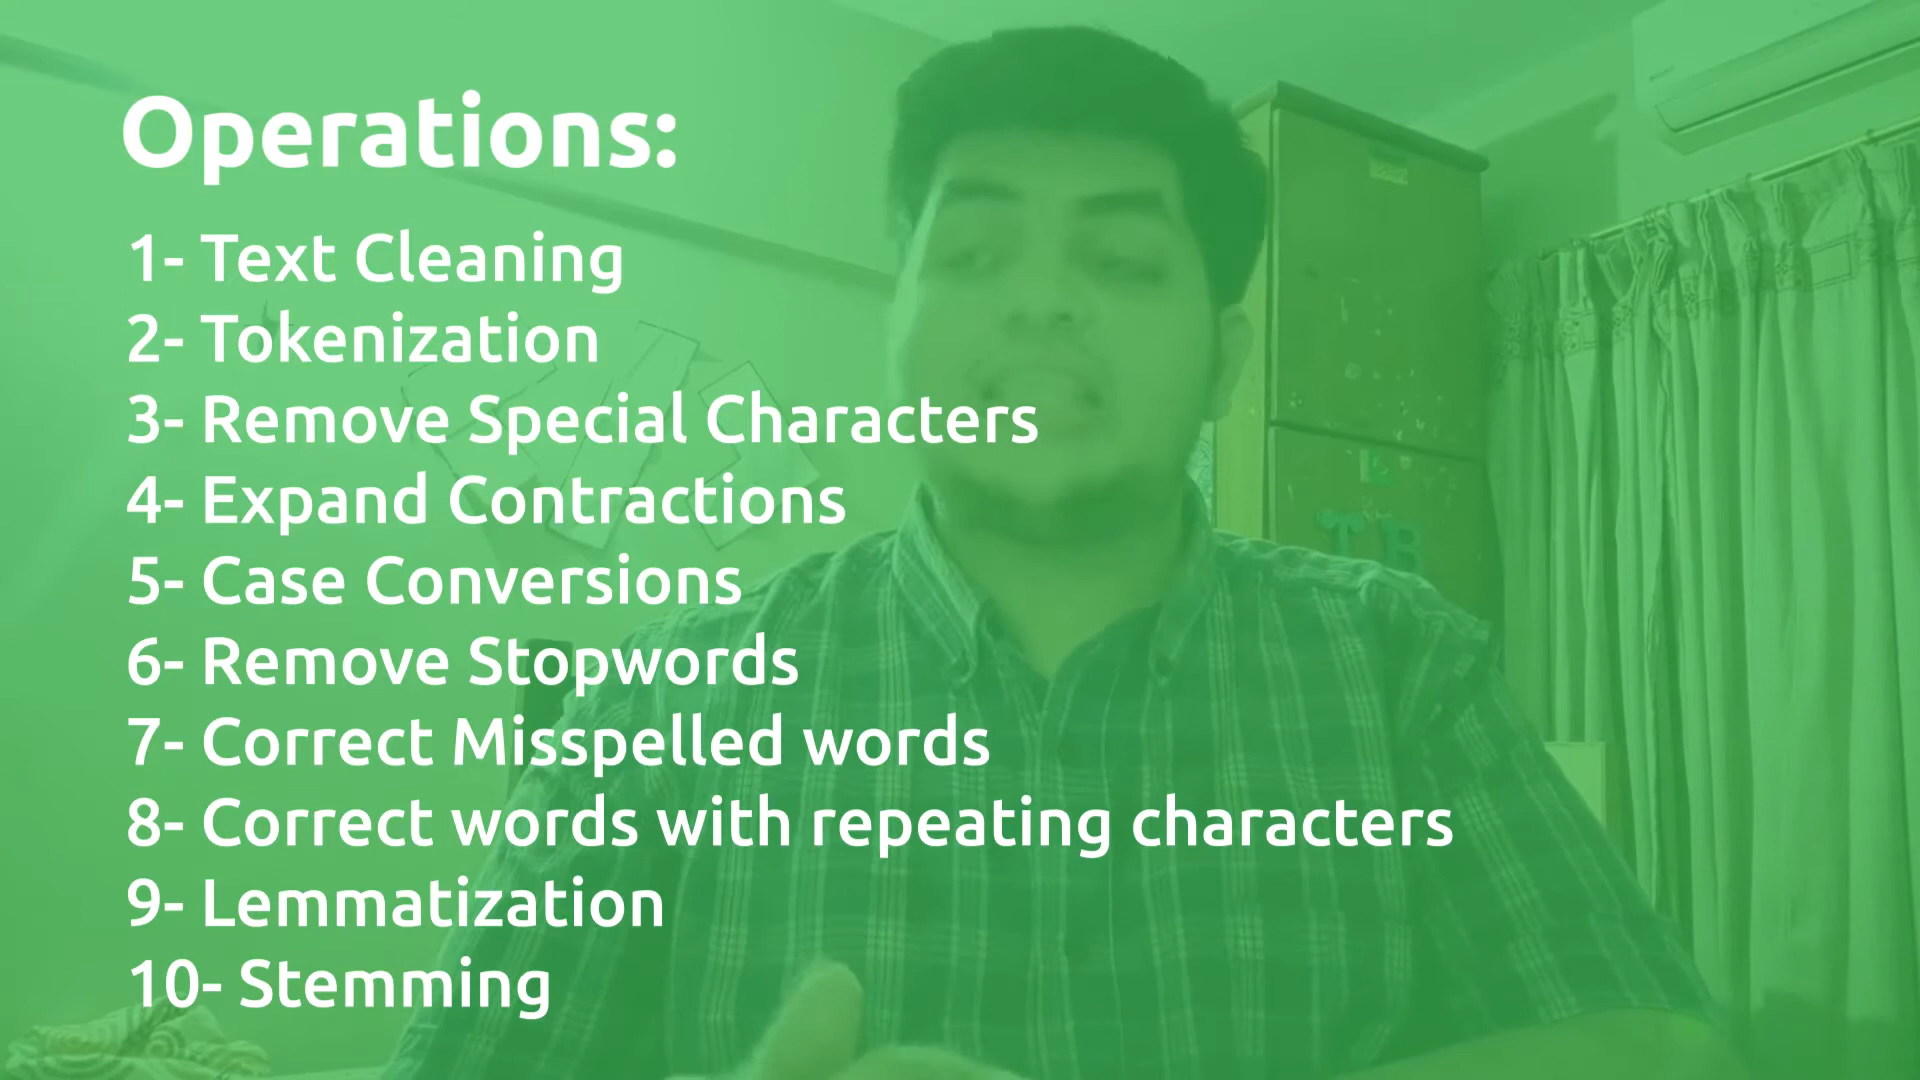 Operations:
1- Text Cleaning
2- Tokenization
3- Remove Special Characters
4- Expand Contractions
5- Case Conversions
6- Remove Stopwords
7- Correct Misspelled words
8- Correct words with repeating characters
9- Lemmatization
10- Stemming
T B